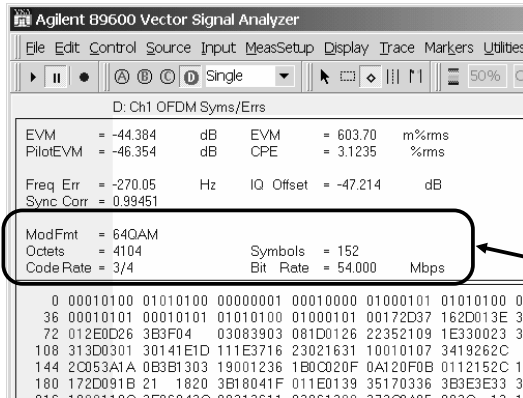 Agilent 89600 Vector Signal Analyzer
File Edit Control Source Input MeasSetup Display Trace Markers Utilities
A B C D Single 50%
D: Ch1 OFDM Syms/Errs
EVM = -44.384 dB EVM = 603.70 m%rms
PilotEVM = -46.354 dB CPE = 3.1235 %rms
Freq Err = -270.05 Hz IQ Offset = -47.214 dB
Sync Corr = 0.99451
ModFmt = 64QAM
Octets = 4104 Symbols = 152
Code Rate = 3/4 Bit Rate = 54.000 Mbps
0 00010100 01010100 00000001 00010000 01000101 01010100 0
36 00010101 00010101 01010100 01000101 00172D37 162D013E 3
72 012E0D26 3B3F04 03083903 081D0126 22352109 1E330023 3
108 313D0301 30141E1D 111E3716 23021631 10010107 3419262C
144 2C053A1A 0B3B1303 19001236 1B0C020F 0A120F0B 0112152C 1
180 172D091B 21 1820 3B18041F 011E0139 35170336 3B3E3E33 3